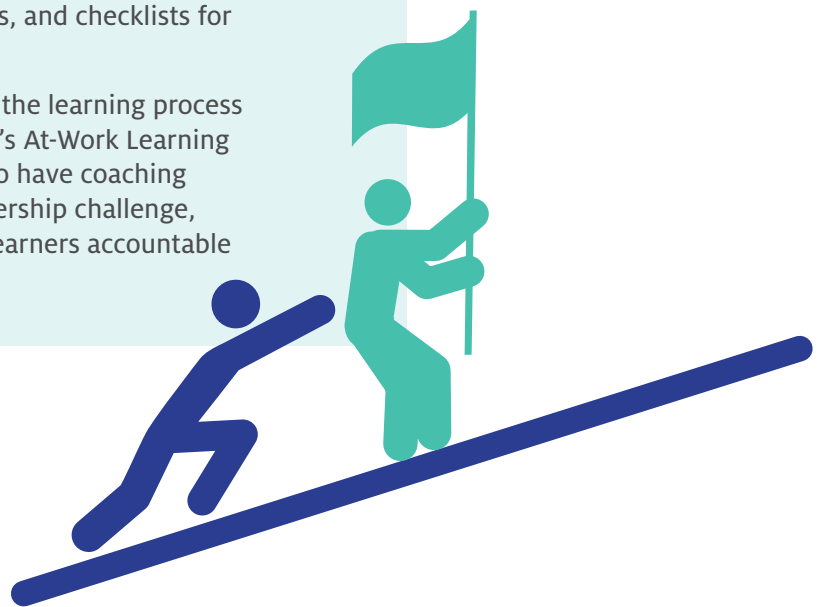 s, and checklists for
the learning process
’s At-Work Learning
o have coaching
ership challenge,
earners accountable